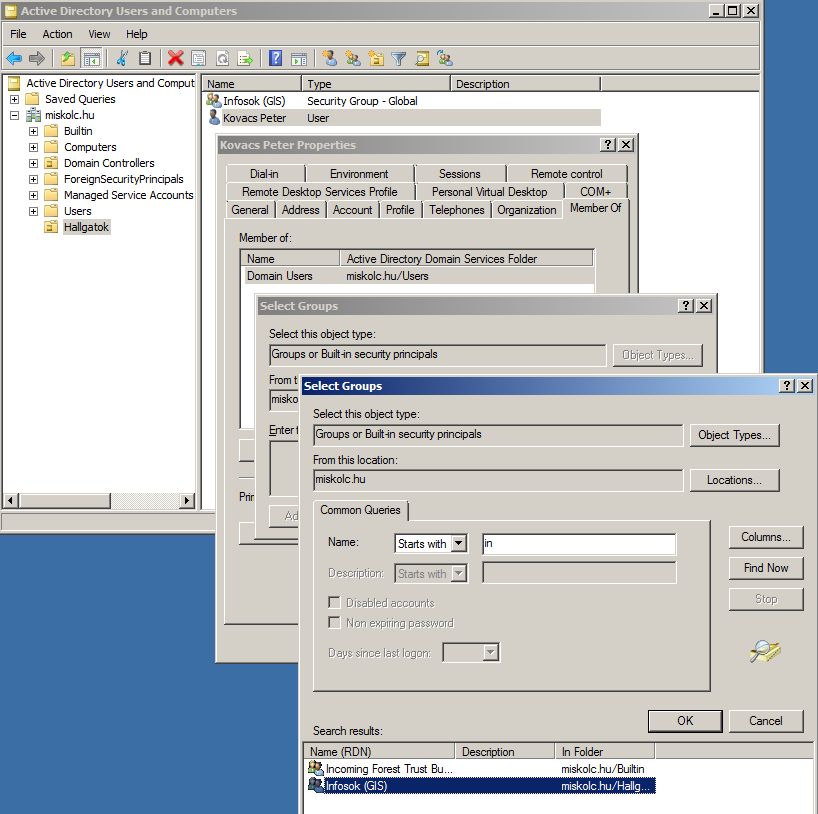 Active Directory Users and Computers
File Action View Help
Active Directory Users and Comput
Saved Queries
miskolc.hu
Builtin
Computers
Domain Controllers
ForeignSecurityPrincipals
Managed Service Accounts
Users
Hallgatok
Name Type Description
Infosok (GIS) Security Group - Global
Kovacs Peter User
Kovacs Peter Properties
Dial-in Environment Sessions Remote control
Remote Desktop Services Profile Personal Virtual Desktop COM+
General Address Account Profile Telephones Organization Member Of
Member of:
Name Active Directory Domain Services Folder
Domain Users miskolc.hu/Users
Prin
Select Groups
Select this object type:
Groups or Built-in security principals Object Types...
From t
misko
Enter t
Ad
Select Groups
Select this object type:
Groups or Built-in security principals Object Types...
From this location:
miskolc.hu Locations...
Common Queries
Name: Starts with in
Description: Starts with
Disabled accounts
Non expiring password
Days since last logon:
Columns...
Find Now
Stop
OK Cancel
Search results:
Name (RDN) Description In Folder
Incoming Forest Trust Bu... miskolc.hu/Builtin
Infosok (GIS) miskolc.hu/Hallg...